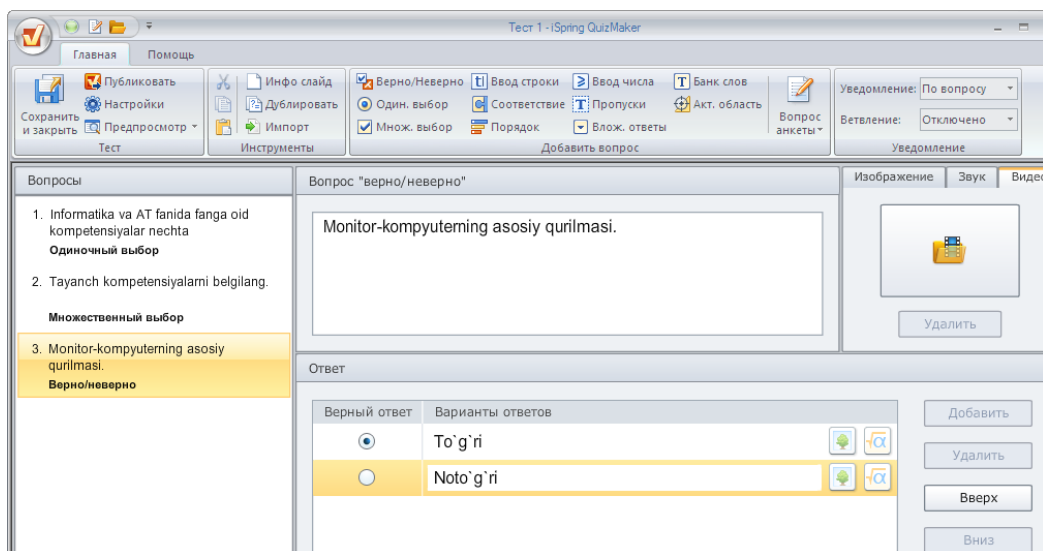 Тест 1 - iSpring QuizMaker
Главная Помощь
Публиковать Инфо слайд Верно/Неверно Ввод строки Ввод числа Банк слов
Уведомление: По вопросу
Настройки Дублировать Один. выбор Соответствие Пропуски Акт. область
Сохранить и закрыть
Предпросмотр Импорт Множ. выбор Порядок Влож. ответы
Вопрос анкеты
Ветвление: Отключено
Тест Инструменты Добавить вопрос Уведомление
Вопросы
1. Informatika va AT fanida fanga oid
kompetensiyalar nechta
Одиночный выбор
2. Tayanch kompetensiyalarni belgilang.
Множественный выбор
3. Monitor-kompyuterning asosiy
qurilmasi.
Верно/неверно
Вопрос "верно/неверно"
Monitor-kompyuterning asosiy qurilmasi.
Изображение Звук Видео
Удалить
Ответ
Верный ответ Варианты ответов
To`g`ri
Noto`g`ri
Добавить
Удалить
Вверх
Вниз